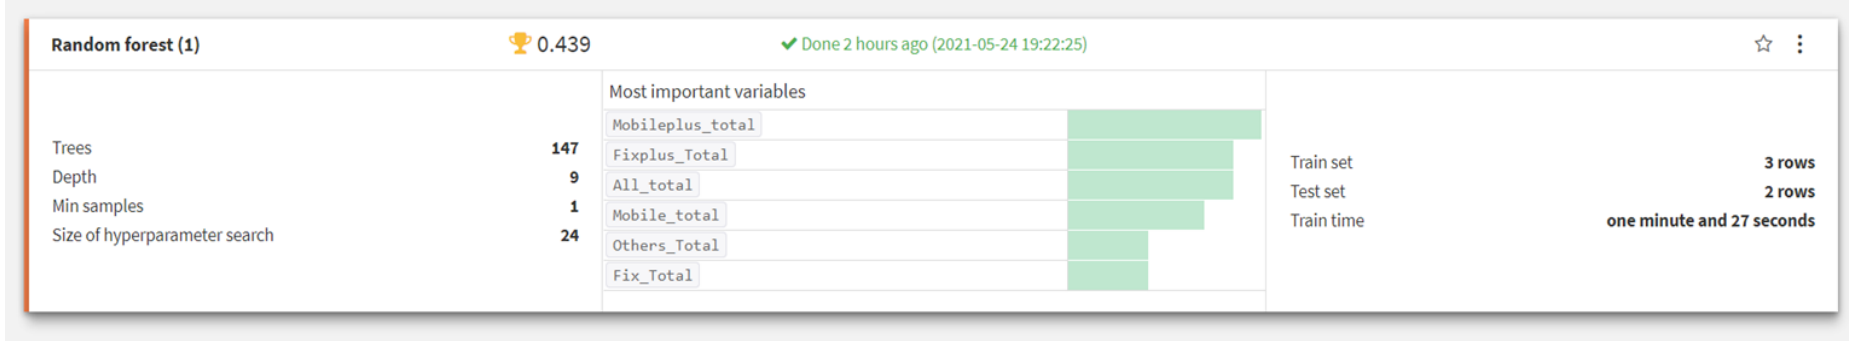 Random forest (1)
0.439
Done 2 hours ago (2021-05-24 19:22:25)
Trees 147
Depth 9
Min samples 1
Size of hyperparameter search 24
Most important variables
Mobileplus_total
Fixplus_Total
All_total
Mobile_total
Others_Total
Fix_Total
Train set 3 rows
Test set 2 rows
Train time one minute and 27 seconds